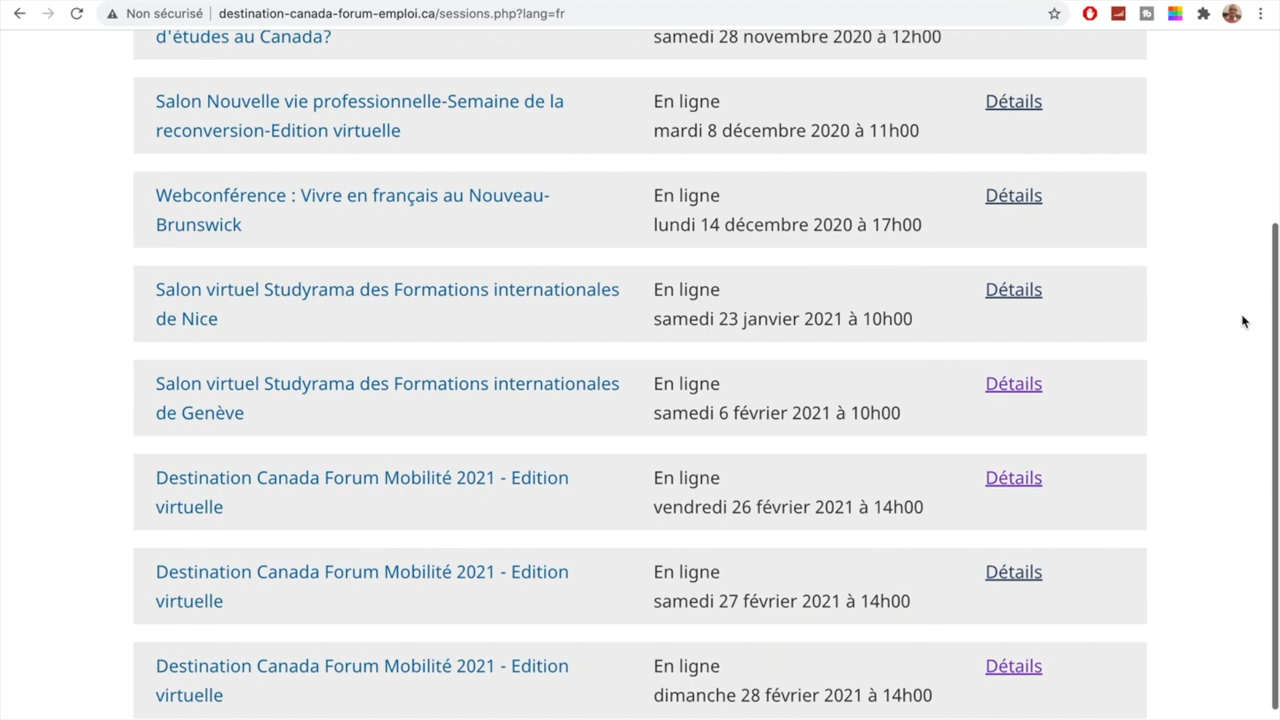 Non sécurisé | destination-canada-forum-emploi.ca/sessions.php?lang=fr
d'études au Canada?
samedi 28 novembre 2020 à 12h00
Salon Nouvelle vie professionnelle-Semaine de la
reconversion-Edition virtuelle
En ligne
mardi 8 décembre 2020 à 11h00
Détails
Webconférence : Vivre en français au Nouveau-
Brunswick
En ligne
lundi 14 décembre 2020 à 17h00
Détails
Salon virtuel Studyrama des Formations internationales
de Nice
En ligne
samedi 23 janvier 2021 à 10h00
Détails
Salon virtuel Studyrama des Formations internationales
de Genève
En ligne
samedi 6 février 2021 à 10h00
Détails
Destination Canada Forum Mobilité 2021 - Edition
virtuelle
En ligne
vendredi 26 février 2021 à 14h00
Détails
Destination Canada Forum Mobilité 2021 - Edition
virtuelle
En ligne
samedi 27 février 2021 à 14h00
Détails
Destination Canada Forum Mobilité 2021 - Edition
virtuelle
En ligne
dimanche 28 février 2021 à 14h00
Détails